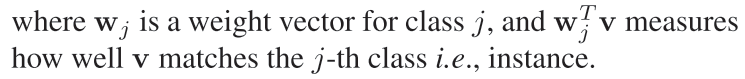 where w_j is a weight vector for class j, and w_j^T v measures
how well v matches the j-th class i.e., instance.